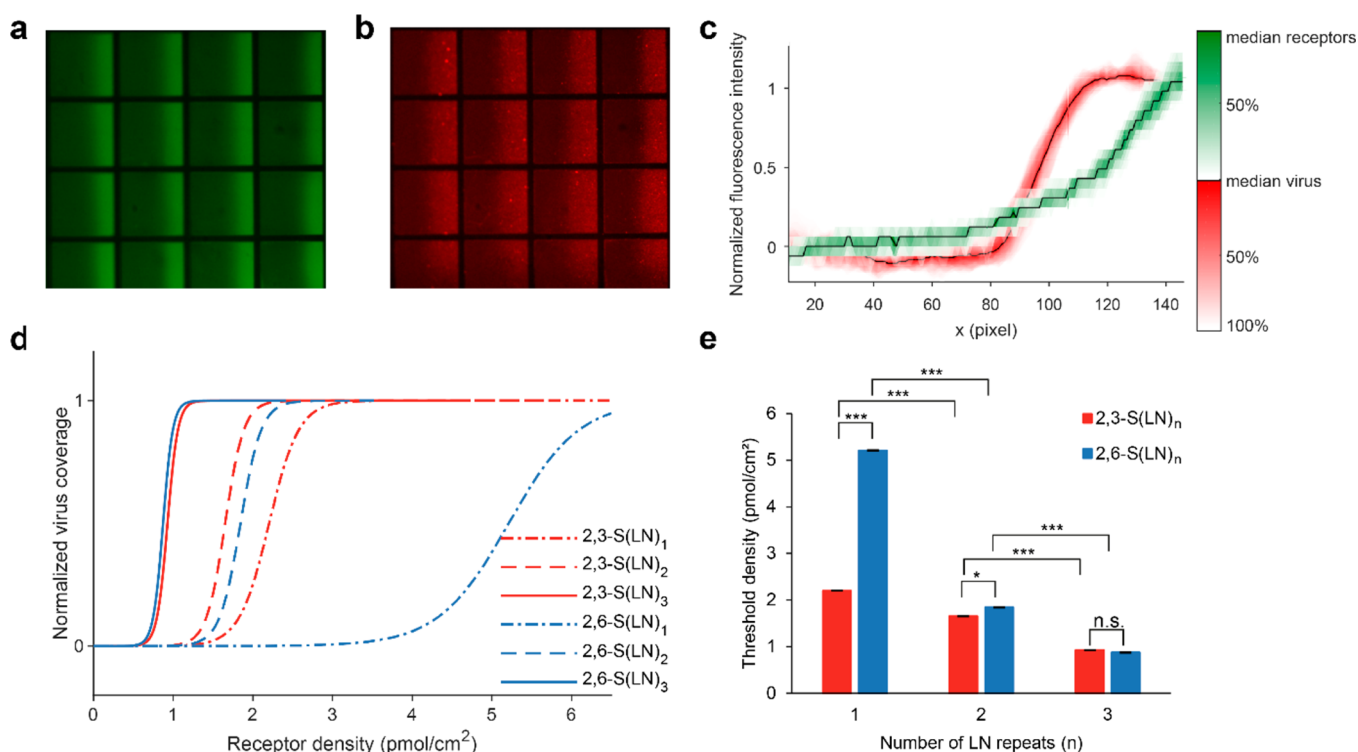 a
b
c
Normalized fluorescence intensity
1
0.5
0
20 40 60 80 100 120 140
x (pixel)
median receptors
50%
median virus
50%
100%
d
Normalized virus coverage
1
0
0 1 2 3 4 5 6
Receptor density (pmol/cm²)
2,3-S(LN)₁
2,3-S(LN)₂
2,3-S(LN)₃
2,6-S(LN)₁
2,6-S(LN)₂
2,6-S(LN)₃
e
Threshold density (pmol/cm²)
6
5
4
3
2
1
0
***
***
***
***
***
*
n.s.
2,3-S(LN)ₙ
2,6-S(LN)ₙ
1 2 3
Number of LN repeats (n)